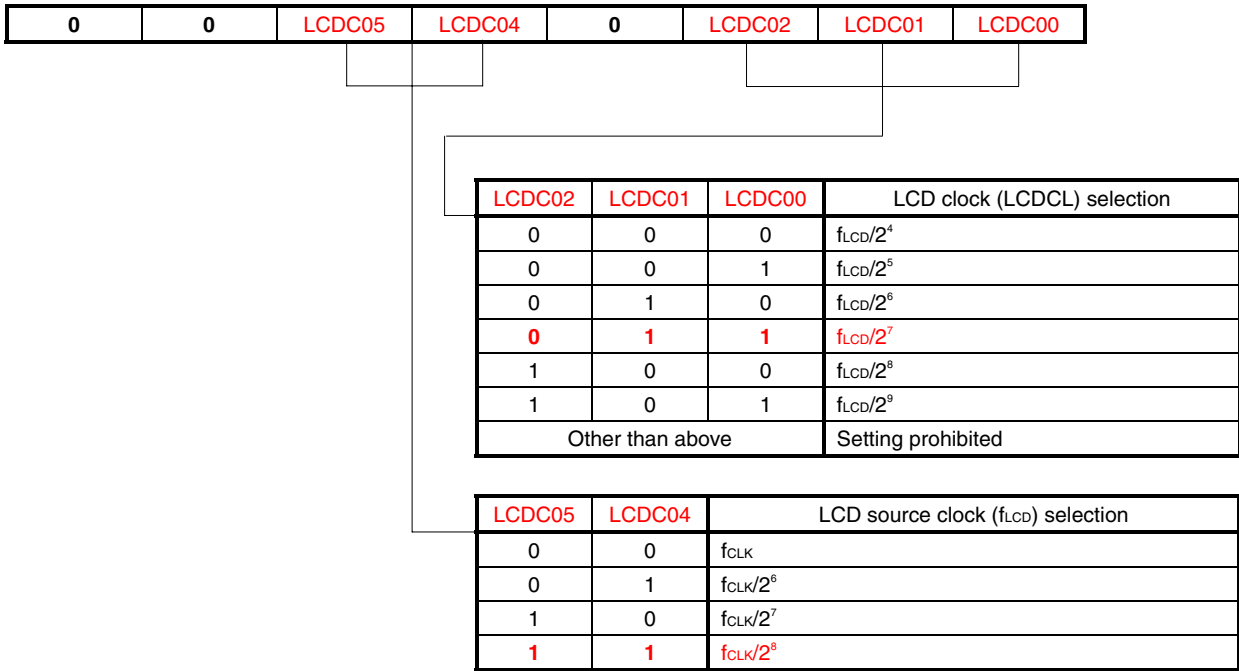 0 0 LCDC05 LCDC04 0 LCDC02 LCDC01 LCDC00
LCDC02 LCDC01 LCDC00 LCD clock (LCDCL) selection
0 0 0 fLCD/2⁴
0 0 1 fLCD/2⁵
0 1 0 fLCD/2⁶
0 1 1 fLCD/2⁷
1 0 0 fLCD/2⁸
1 0 1 fLCD/2⁹
Other than above Setting prohibited
LCDC05 LCDC04 LCD source clock (fLCD) selection
0 0 fCLK
0 1 fCLK/2⁶
1 0 fCLK/2⁷
1 1 fCLK/2⁸